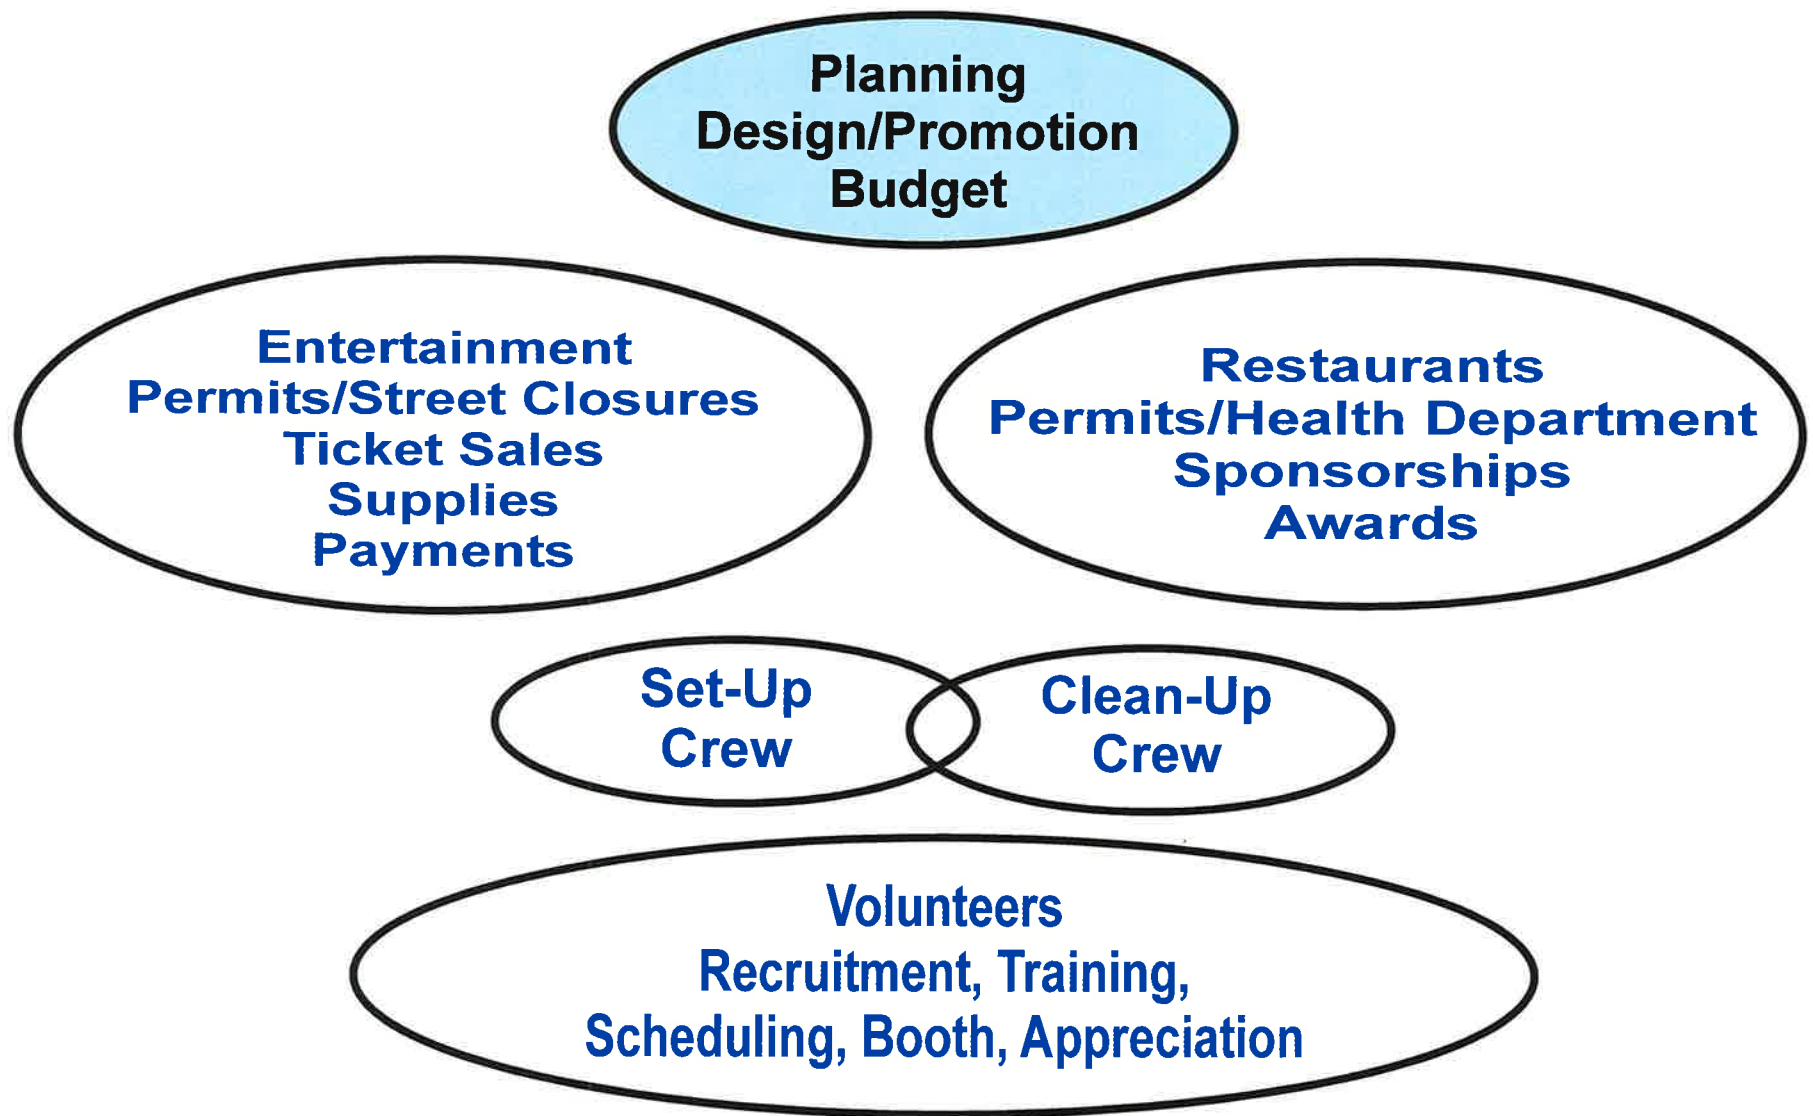 Planning
Design/Promotion
Budget
Entertainment
Permits/Street Closures
Ticket Sales
Supplies
Payments
Restaurants
Permits/Health Department
Sponsorships
Awards
Set-Up
Crew
Clean-Up
Crew
Volunteers
Recruitment, Training,
Scheduling, Booth, Appreciation